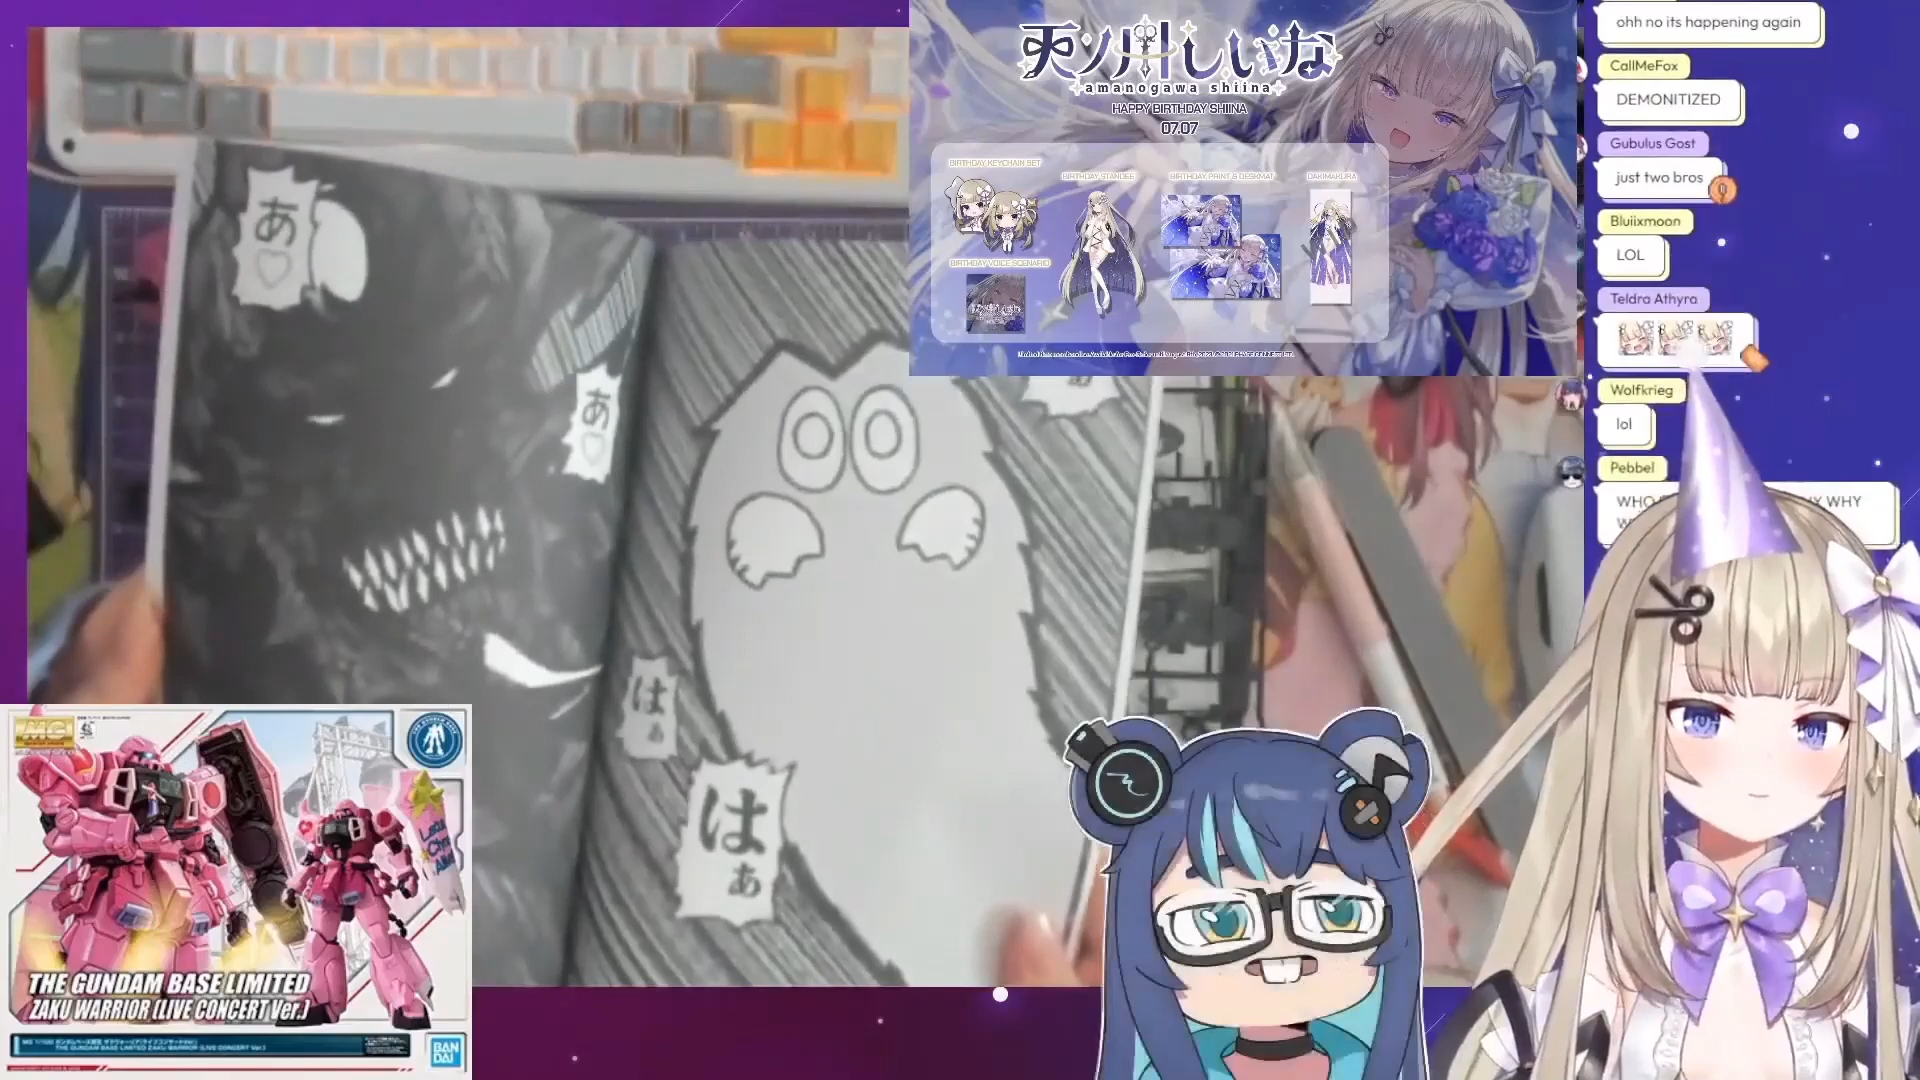 天ノ川しいな
amanogawa shiina
HAPPY BIRTHDAY SHIINA
07.07
BIRTHDAY KEYCHAIN SET
BIRTHDAY STANDEE
BIRTHDAY PRINT & DESKMAT
DAKIMAKURA
BIRTHDAY VOICE SCENARIO
あ♡
あ♡
はぁ
はぁ
ohh no its happening again
CallMeFox
DEMONITIZED
Gubulus Gost
just two bros
Bluiixmoon
LOL
Teldra Athyra
Wolfkrieg
lol
Pebbel
WHO
WHY
MG
THE GUNDAM BASE LIMITED
ZAKU WARRIOR (LIVE CONCERT Ver.)
BAN
DAI